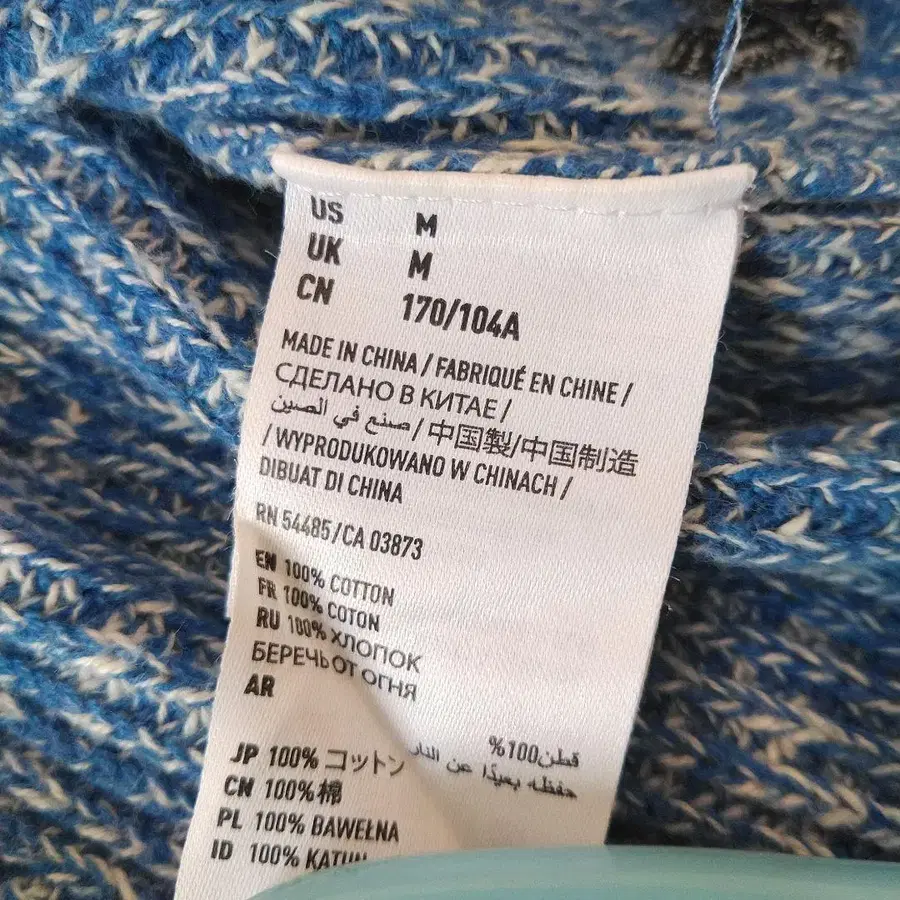 US M
UK M
CN 170/104A
MADE IN CHINA / FABRIQUÉ EN CHINE /
СДЕЛАНО В КИТАЕ /
صنع في الصين / 中国製/中国制造
/ WYPRODUKOWANO W CHINACH /
DIBUAT DI CHINA
RN 54485/CA 03873
EN 100% COTTON
FR 100% COTON
RU 100% ХЛОПОК
БЕРЕЧЬ ОТ ОГНЯ
AR
%100قطن
حفظه بعيدًا عن النار
JP 100% コットン
CN 100%棉
PL 100% BAWEŁNA
ID 100% KATUN